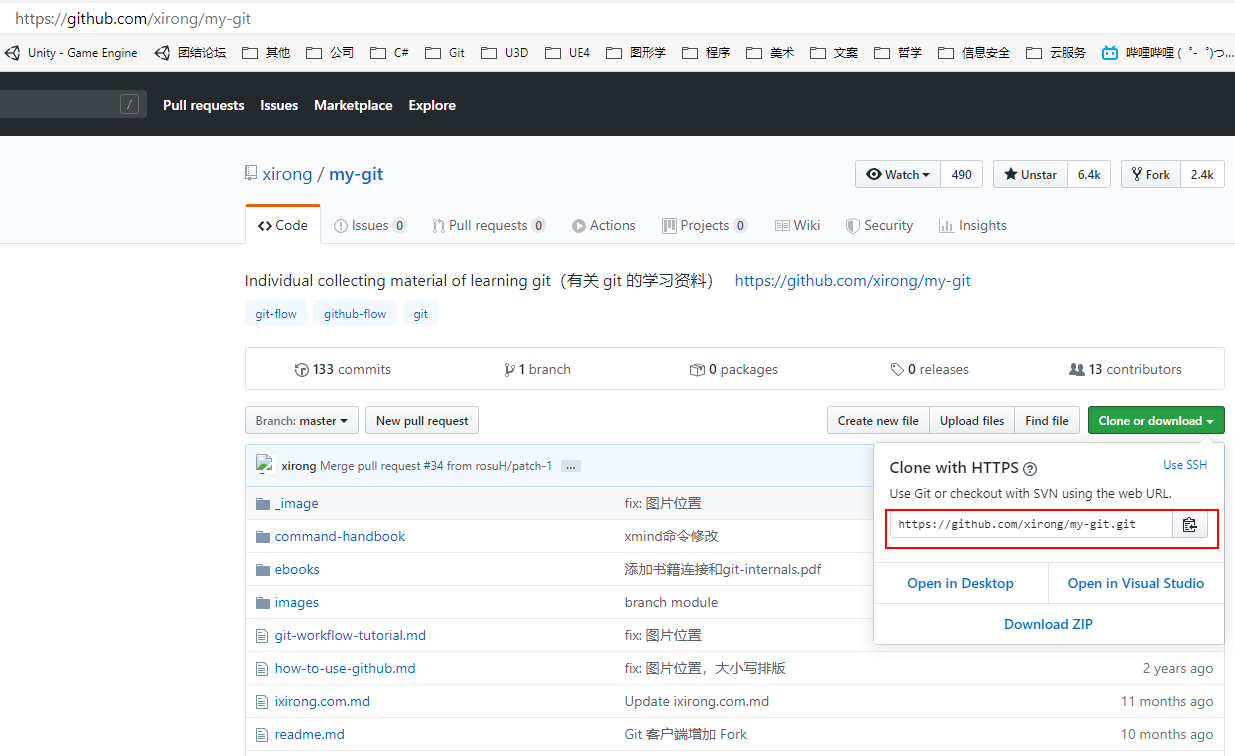 https://github.com/xirong/my-git
Unity - Game Engine 团结论坛 其他 公司 C# Git U3D UE4 图形学 程序 美术 文案 哲学 信息安全 云服务 哔哩哔哩 ( ゜- ゜)つ...
/ Pull requests Issues Marketplace Explore
xirong / my-git Watch 490 Unstar 6.4k Fork 2.4k
Code Issues 0 Pull requests 0 Actions Projects 0 Wiki Security Insights
Individual collecting material of learning git（有关 git 的学习资料） https://github.com/xirong/my-git
git-flow github-flow git
133 commits 1 branch 0 packages 0 releases 13 contributors
Branch: master New pull request Create new file Upload files Find file Clone or download
xirong Merge pull request #34 from rosuH/patch-1 ...
Clone with HTTPS ? Use SSH
Use Git or checkout with SVN using the web URL.
https://github.com/xirong/my-git.git
Open in Desktop Open in Visual Studio
Download ZIP
_image fix: 图片位置
command-handbook xmind命令修改
ebooks 添加书籍连接和git-internals.pdf
images branch module
git-workflow-tutorial.md fix: 图片位置
how-to-use-github.md fix: 图片位置，大小写排版 2 years ago
ixirong.com.md Update ixirong.com.md 11 months ago
readme.md Git 客户端增加 Fork 10 months ago